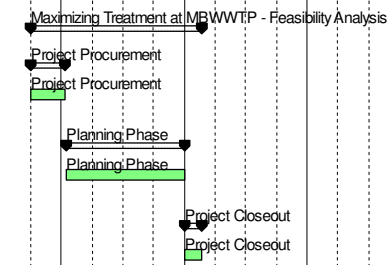 Maximizing Treatment at MBWWTP - Feasibility Analysis
Project Procurement
Project Procurement
Planning Phase
Planning Phase
Project Closeout
Project Closeout